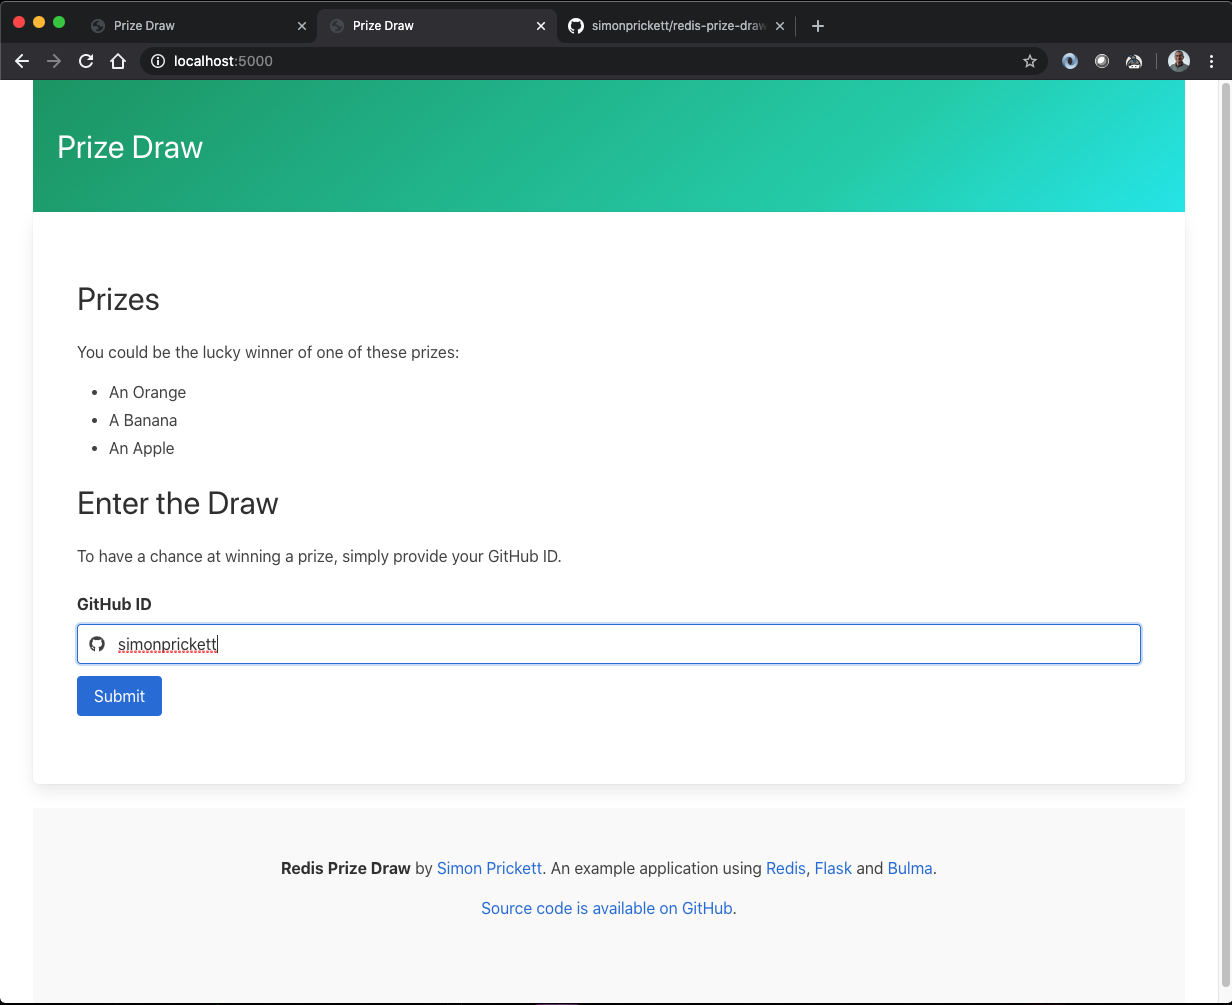 Prize Draw
Prize Draw
simonprickett/redis-prize-draw
localhost:5000
Prize Draw
Prizes
You could be the lucky winner of one of these prizes:
An Orange
A Banana
An Apple
Enter the Draw
To have a chance at winning a prize, simply provide your GitHub ID.
GitHub ID
simonprickett
Submit
Redis Prize Draw by Simon Prickett. An example application using Redis, Flask and Bulma.
Source code is available on GitHub.